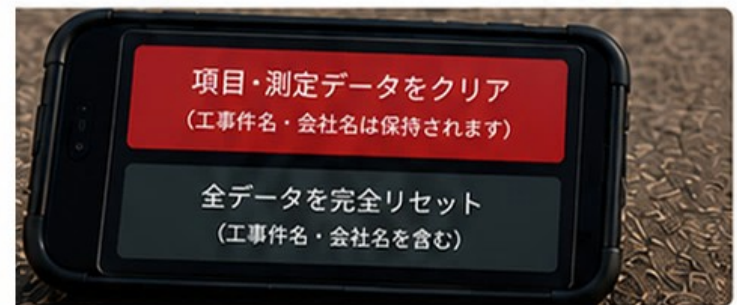 項目・測定データをクリア
（工事件名・会社名は保持されます）
全データを完全リセット
（工事件名・会社名を含む）